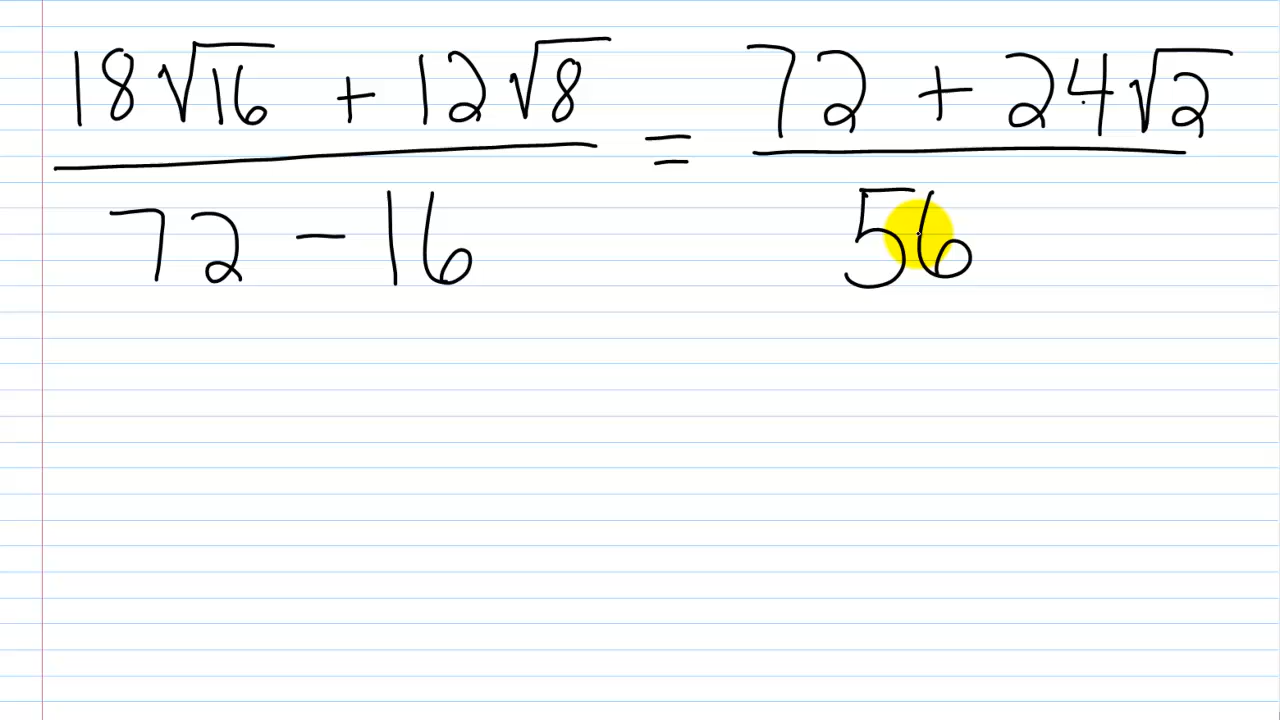 18√16 + 12√8 = 72 + 24√2
72 - 16 56